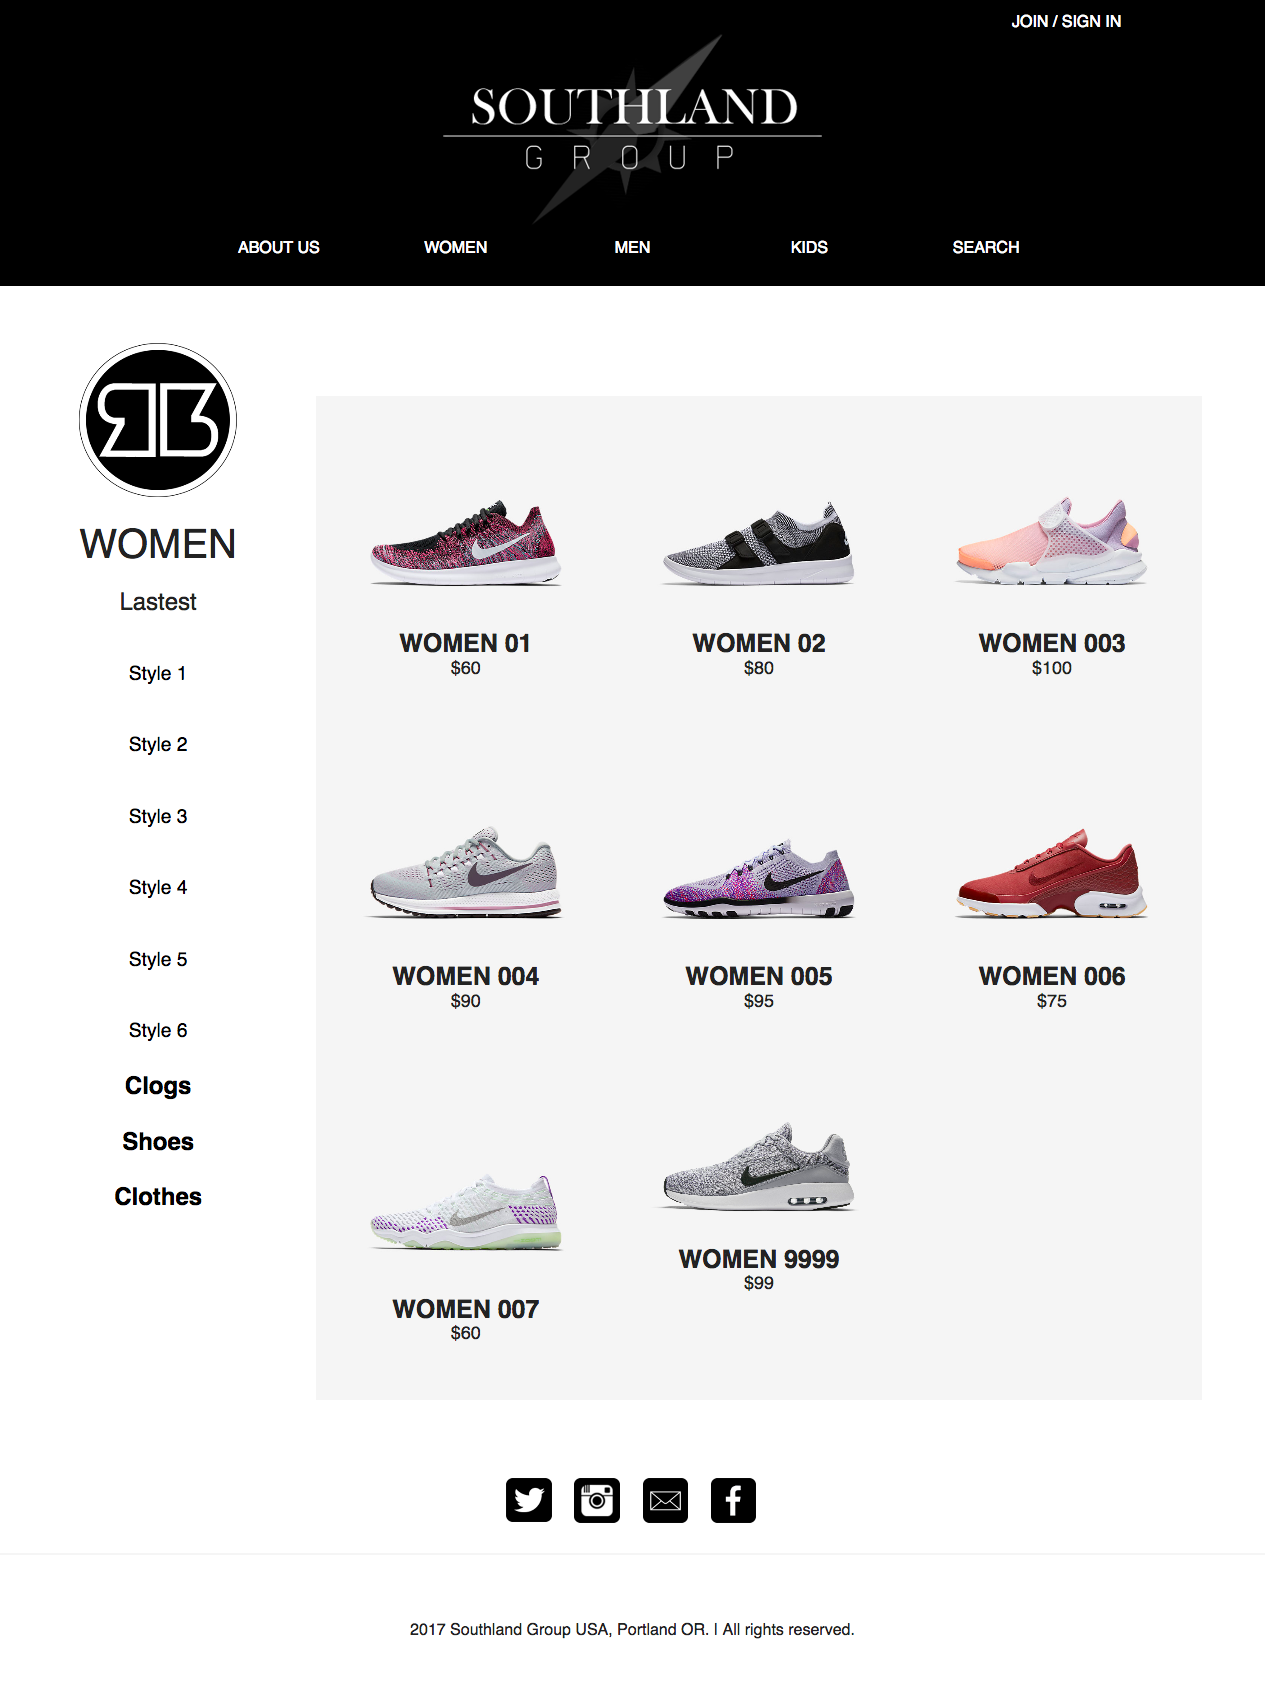 JOIN / SIGN IN
SOUTHLAND
GROUP
ABOUT US
WOMEN
MEN
KIDS
SEARCH
WOMEN
Lastest
Style 1
Style 2
Style 3
Style 4
Style 5
Style 6
Clogs
Shoes
Clothes
WOMEN 01
$60
WOMEN 02
$80
WOMEN 003
$100
WOMEN 004
$90
WOMEN 005
$95
WOMEN 006
$75
WOMEN 007
$60
WOMEN 9999
$99
2017 Southland Group USA, Portland OR. | All rights reserved.